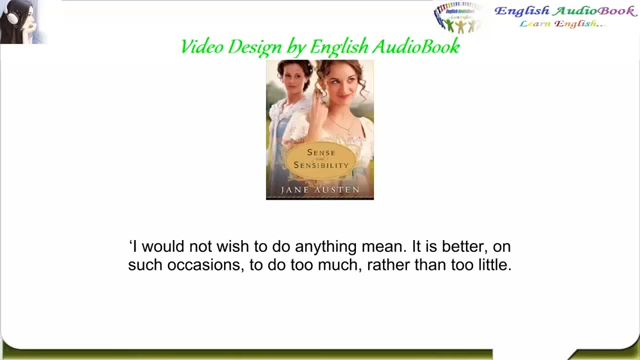 English AudioBook
Learn English...
Video Design by English AudioBook
SENSE
and
SENSIBILITY
JANE AUSTEN
‘I would not wish to do anything mean. It is better, on
such occasions, to do too much, rather than too little.